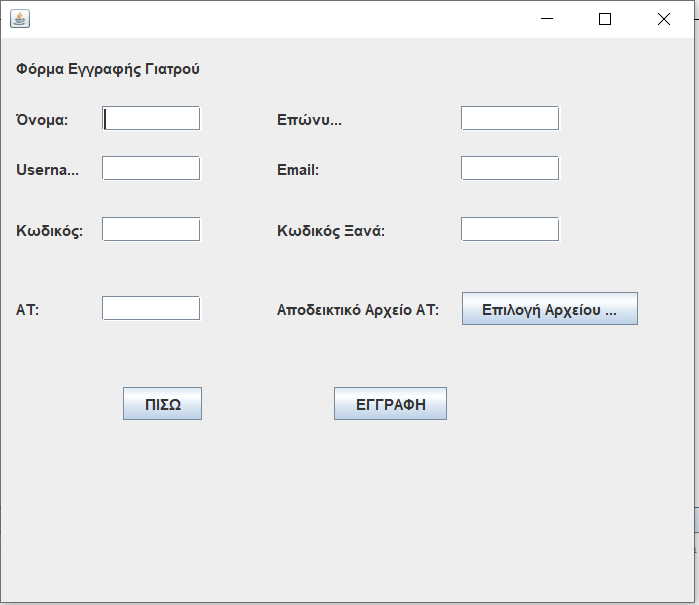 Φόρμα Εγγραφής Γιατρού
Όνομα: Επώνυ...
Userna... Email:
Κωδικός: Κωδικός Ξανά:
ΑΤ: Αποδεικτικό Αρχείο ΑΤ: Επιλογή Αρχείου ...
ΠΙΣΩ ΕΓΓΡΑΦΗ